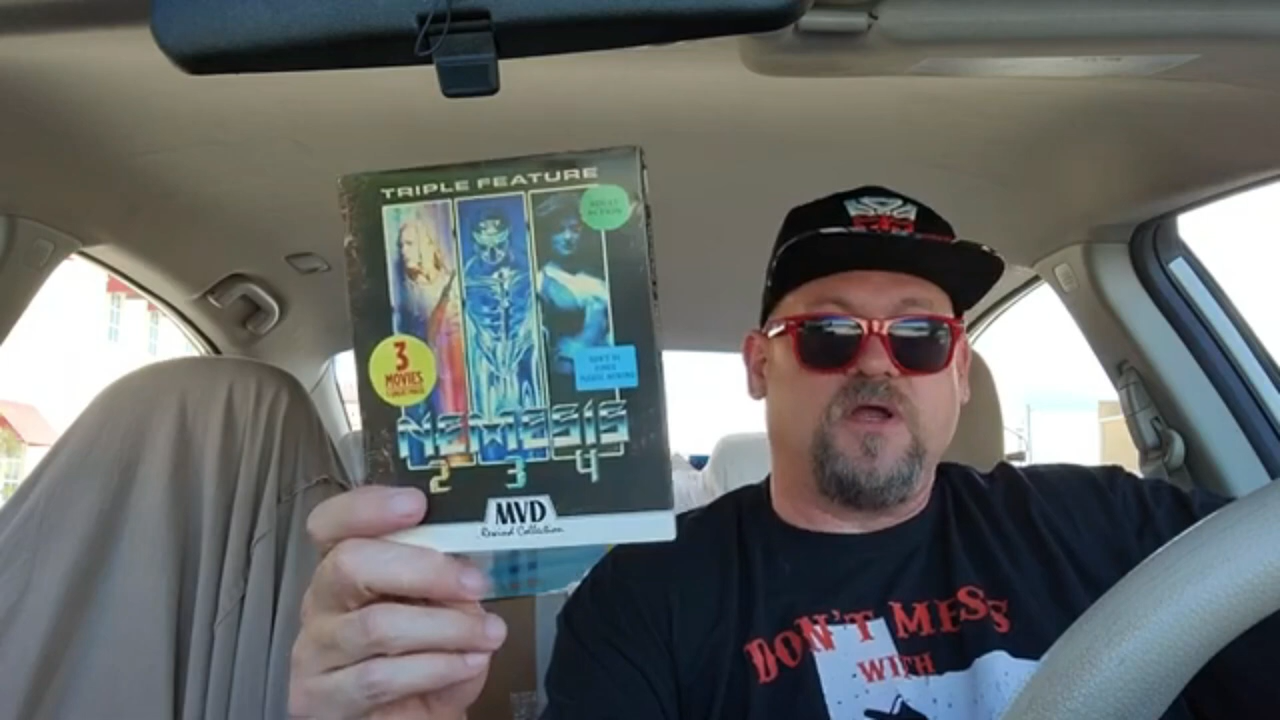 TRIPLE FEATURE
3
MOVIES
NEMESIS
2 3 4
MVD
Rewind Collection
DON'T MESS
WITH